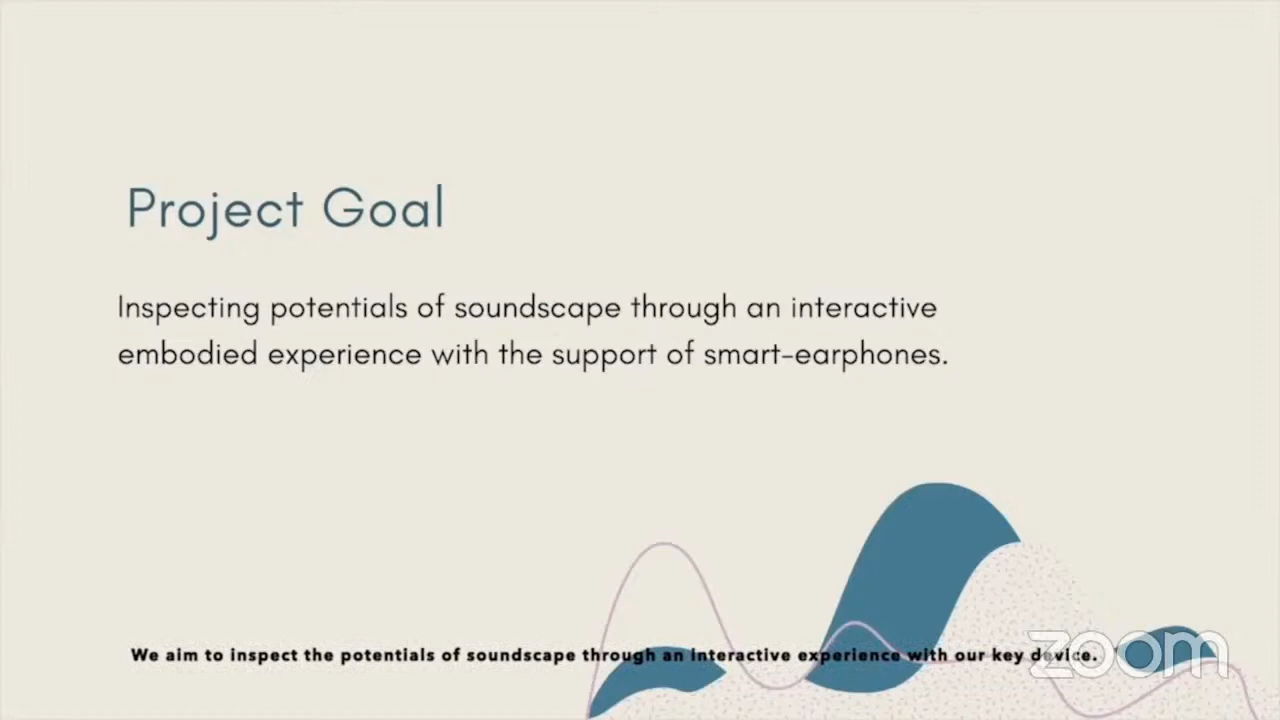 Project Goal
Inspecting potentials of soundscape through an interactive
embodied experience with the support of smart-earphones.
We aim to inspect the potentials of soundscape through an interactive experience with our key device.
zoom